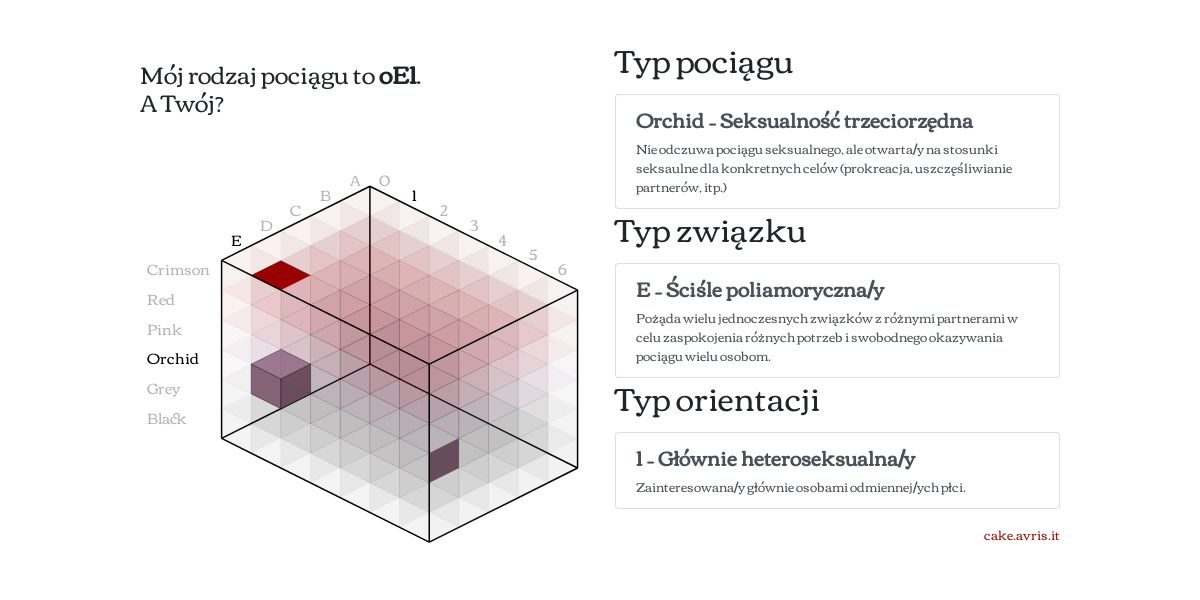 Mój rodzaj pociągu to oE1.
A Twój?
A O
B 1
C 2
D 3
E 4
5
6
Crimson
Red
Pink
Orchid
Grey
Black
Typ pociągu
Orchid - Seksualność trzeciorzędna
Nie odczuwa pociągu seksualnego, ale otwarta/y na stosunki
seksaulne dla konkretnych celów (prokreacja, uszczęśliwianie
partnerów, itp.)
Typ związku
E - Ściśle poliamoryczna/y
Pożąda wielu jednoczesnych związków z różnymi partnerami w
celu zaspokojenia różnych potrzeb i swobodnego okazywania
pociągu wielu osobom.
Typ orientacji
1 - Głównie heteroseksualna/y
Zainteresowana/y głównie osobami odmiennej/ych płci.
cake.avris.it